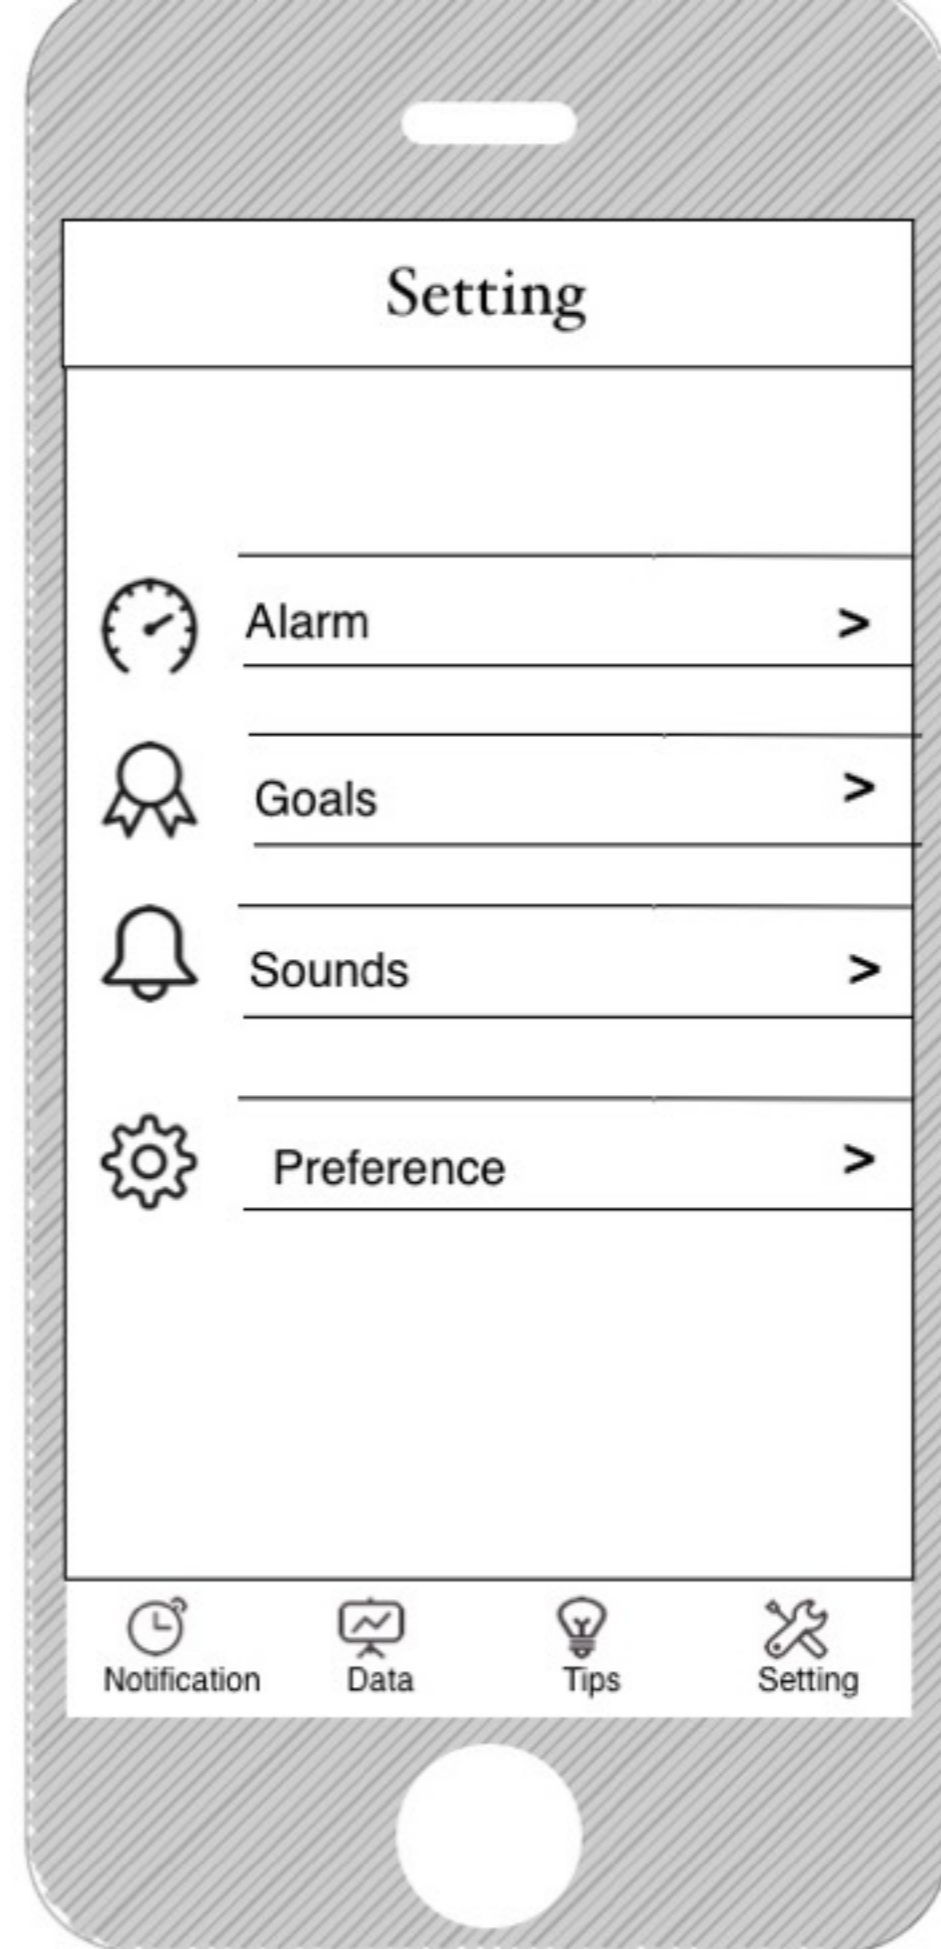 Setting
Alarm >
Goals >
Sounds >
Preference >
Notification Data Tips Setting